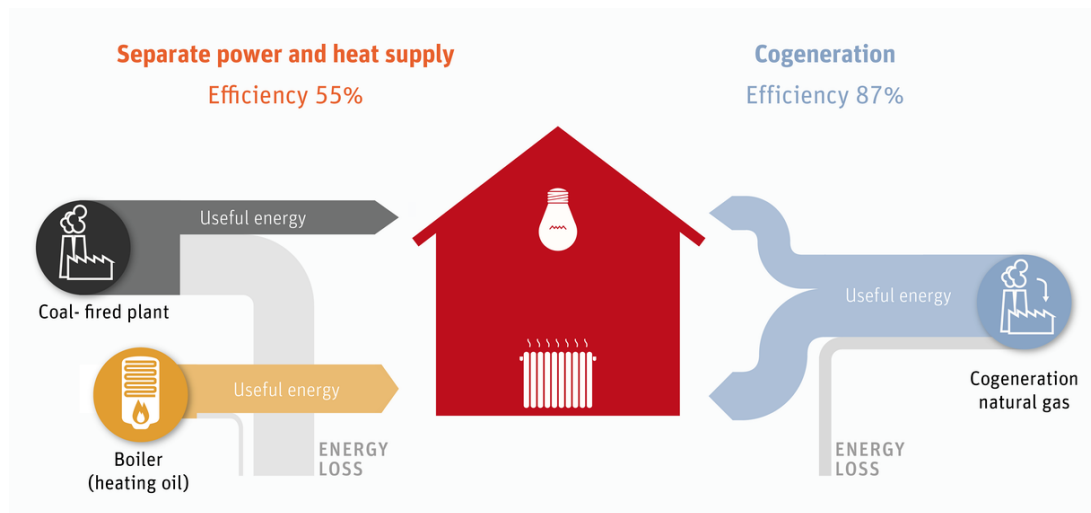 Separate power and heat supply
Efficiency 55%
Cogeneration
Efficiency 87%
Useful energy
Coal- fired plant
Useful energy
Boiler
(heating oil)
ENERGY
LOSS
Useful energy
Cogeneration
natural gas
ENERGY
LOSS